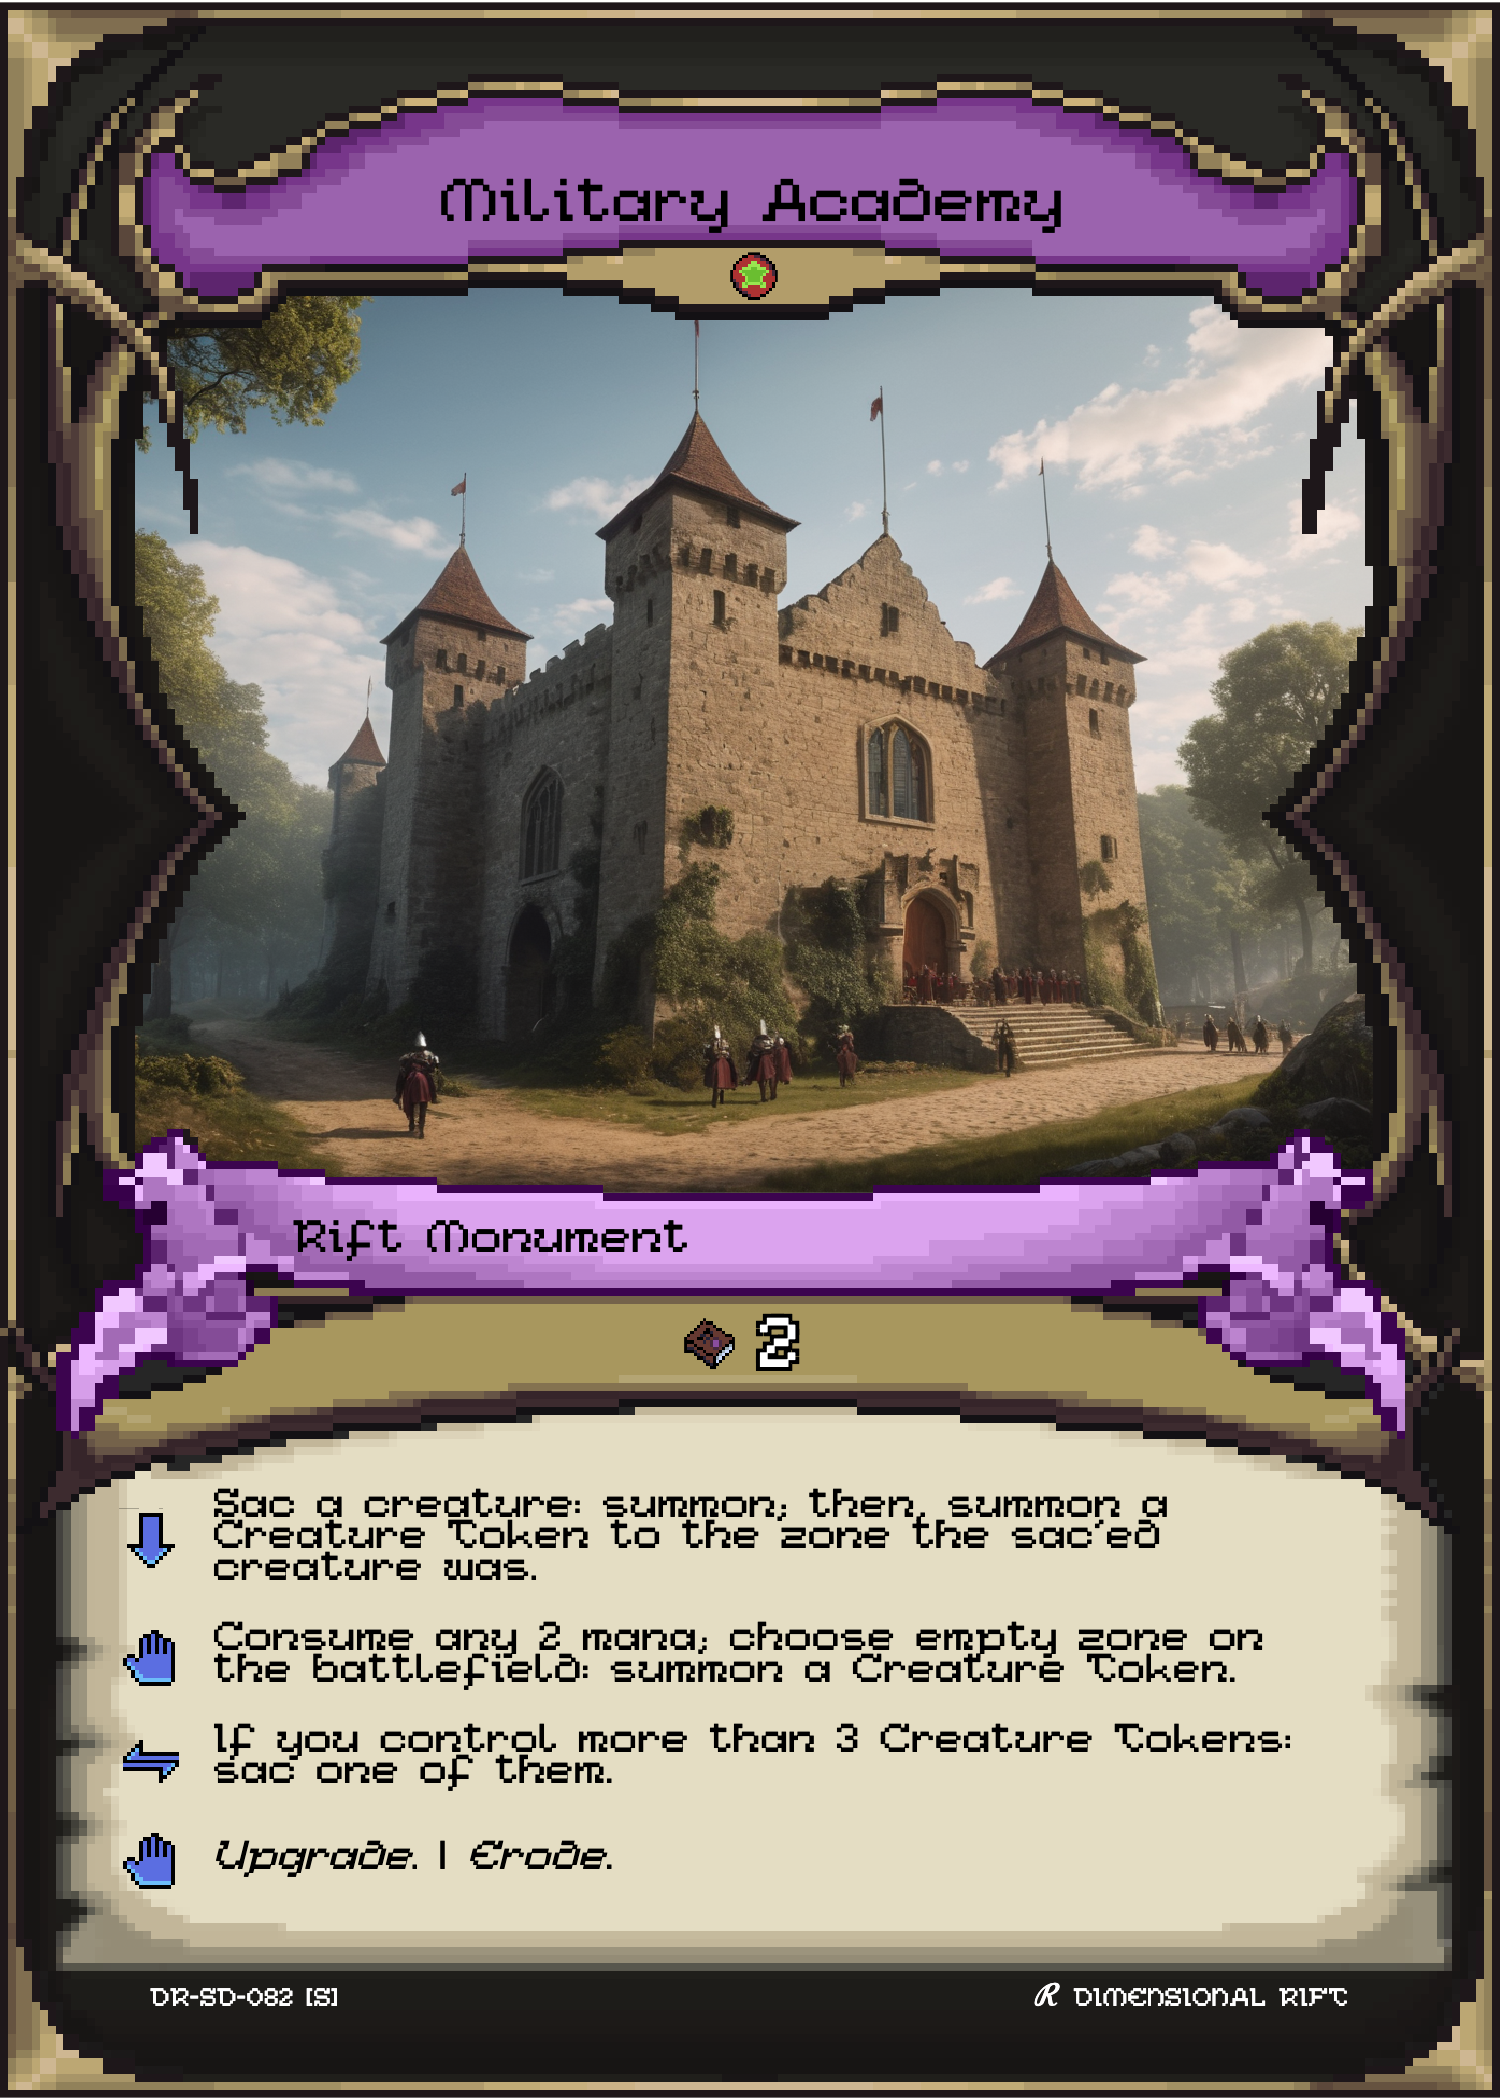 Military Academy
Rift Monument
2
Sac a creature: summon; then, summon a
Creature Token to the zone the sac'ed
creature was.
Consume any 2 mana; choose empty zone on
the battlefield: summon a Creature Token.
If you control more than 3 Creature Tokens:
sac one of them.
Upgrade. | Erode.
DR-SD-082 [S]
R DIMENSIONAL RIFT